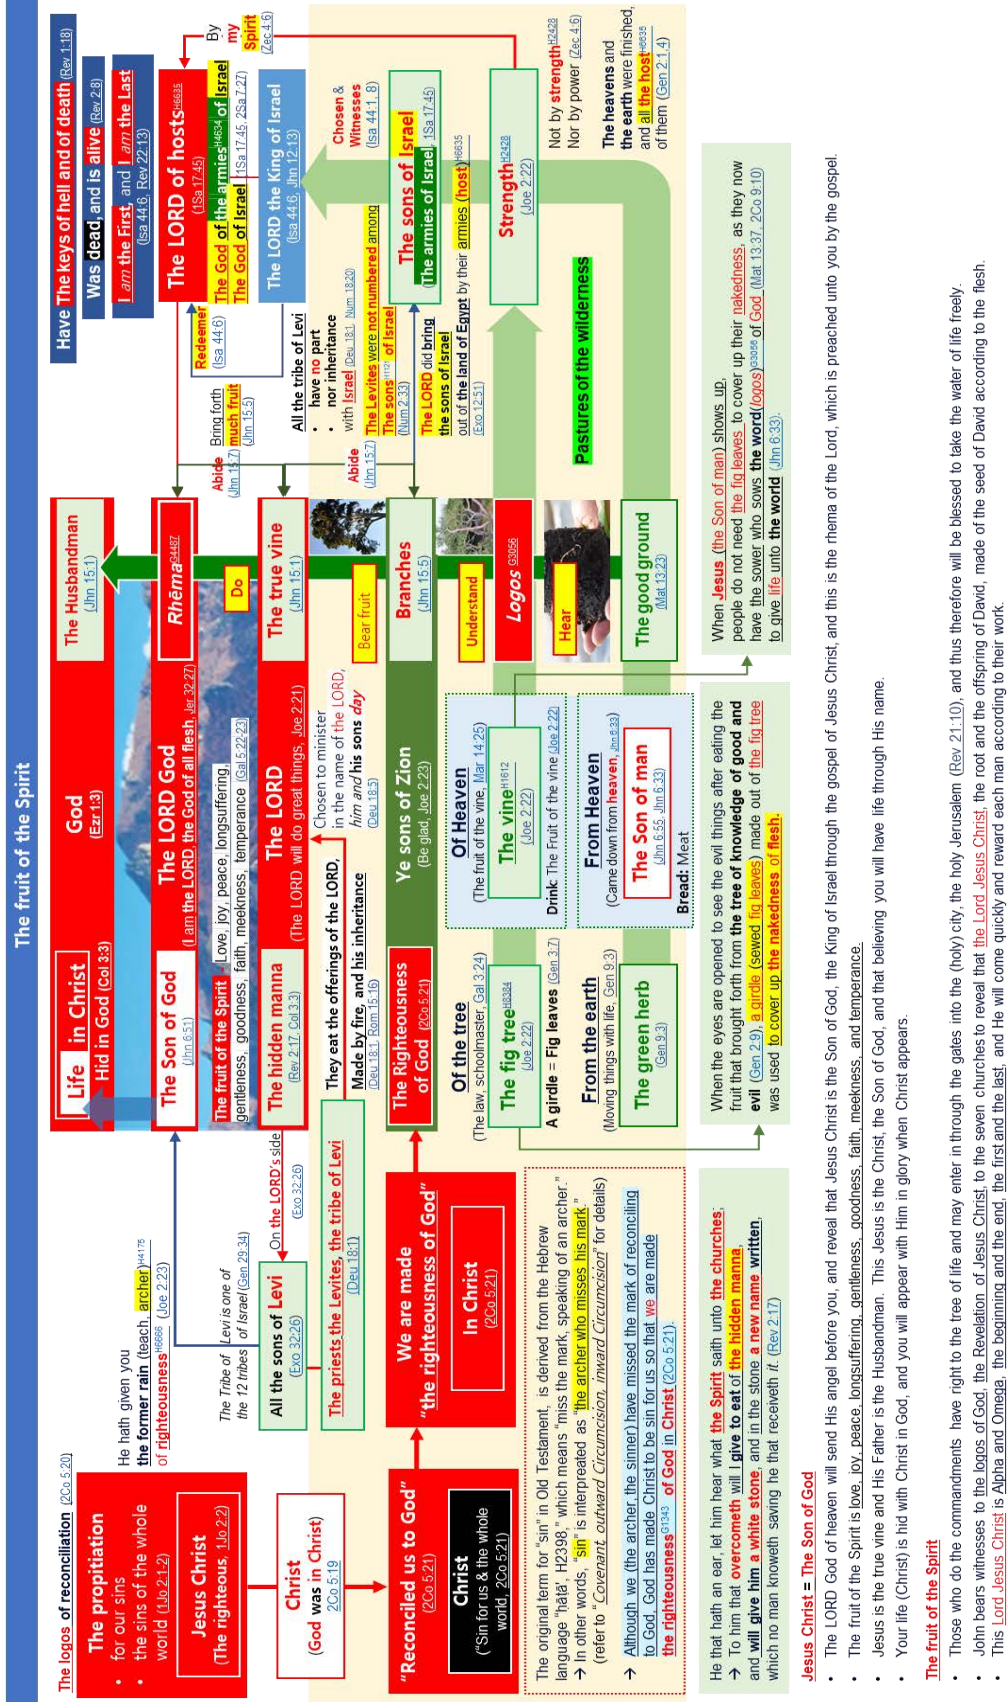 The fruit of the Spirit
The logos of reconciliation (2Co 5:20)
The propitiation
• for our sins
• the sins of the whole
world (1Jo 2:1-2)
Jesus Christ
(The righteous, 1Jo 2:2)
Christ
(God was in Christ)
2Co 5:19
"Reconciled us to God"
(2Co 5:21)
Christ
("Sin for us & the whole
world, 2Co 5:21)
He hath given you
the former rain (teach, archer)H4175
of righteousnessH6666 (Joe 2:23)
The Tribe of Levi is one of
the 12 tribes of Israel (Gen 29:34)
All the sons of Levi
(Exo 32:26)
On the LORD's side
(Exo 32:26)
The priests the Levites, the tribe of Levi
(Deu 18:1)
We are made
"the righteousness of God"
In Christ
(2Co 5:21)
Life in Christ
Hid in God (Col 3:3)
God
(Ezr 1:3)
The Husbandman
(Jhn 15:1)
The Son of God
(Jhn 6:51)
The LORD God
(I am the LORD, the God of all flesh, Jer 32:27)
RhēmaG4487
The fruit of the Spirit - Love, joy, peace, longsuffering,
gentleness, goodness, faith, meekness, temperance (Gal 5:22-23)
Do
The hidden manna
(Rev 2:17, Col 3:3)
The LORD
(The LORD will do great things, Joe 2:21)
The true vine
(Jhn 15:1)
They eat the offerings of the LORD,
Made by fire, and his inheritance
(Deu 18:1, Rom 15:16)
Chosen to minister
in the name of the LORD,
him and his sons day
(Deu 18:5)
Bear fruit
The Righteousness
of God (2Co 5:21)
Ye sons of Zion
(Be glad, Joe 2:23)
Branches
(Jhn 15:5)
Understand
Of the tree
(The law, schoolmaster, Gal 3:24)
The fig treeH8384
(Joe 2:22)
A girdle = Fig leaves (Gen 3:7)
Of Heaven
(The fruit of the vine, Mar 14:25)
The vineH1612
(Joe 2:22)
Drink: The Fruit of the vine (Joe 2:22)
Logos G3056
Hear
From the earth
(Moving things with life, Gen 9:3)
The green herb
(Gen 9:3)
From Heaven
(Came down from heaven, Jhn 6:33)
The Son of man
(Jhn 6:55, Jhn 6:33)
Bread: Meat
The good ground
(Mat 13:23)
Have The keys of hell and of death (Rev 1:18)
Was dead, and is alive (Rev 2:8)
I am the First, and I am the Last
(Isa 44:6, Rev 22:13)
The LORD of hostsH6635
(1Sa 17:45)
The God of the armiesH4634 of Israel
The God of Israel (1Sa 17:45, 2Sa 7:27)
The LORD the King of Israel
(Isa 44:6, Jhn 12:13)
By
my
Spirit
(Zec 4:6)
Redeemer
(Isa 44:6)
Abide
(Jhn 15:7)
Bring forth
much fruit
(Jhn 15:5)
All the tribe of Levi
• have no part
• nor inheritance
with Israel (Deu 18:1, Num 18:20)
Abide
(Jhn 15:7)
The Levites were not numbered among
The sonsH1121 of Israel
(Num 2:33)
Chosen &
Witnesses
(Isa 44:1, 8)
The sons of Israel
(The armies of Israel, 1Sa 17:45)
The LORD did bring
the sons of Israel
out of the land of Egypt by their armies (host)H6635
(Exo 12:51)
StrengthH2428
(Joe 2:22)
Not by strengthH2428
Nor by power (Zec 4:6)
Pastures of the wilderness
The heavens and
the earth were finished,
and all the hostH6635
of them (Gen 2:1,4)
The original term for "sin" in Old Testament, is derived from the Hebrew
language "ḥāṭā', H2398," which means "miss the mark, speaking of an archer."
→ In other words, "sin" is interpreted as "the archer who misses his mark."
(refer to "Covenant, outward Circumcision, inward Circumcision" for details)
→ Although we (the archer, the sinner) have missed the mark of reconciling
to God, God has made Christ to be sin for us so that we are made
the righteousnessG1343 of God in Christ (2Co 5:21).
He that hath an ear, let him hear what the Spirit saith unto the churches;
→ To him that overcometh will I give to eat of the hidden manna,
and will give him a white stone, and in the stone a new name written,
which no man knoweth saving he that receiveth it. (Rev 2:17)
When the eyes are opened to see the evil things after eating the
fruit that brought forth from the tree of knowledge of good and
evil (Gen 2:9), a girdle (sewed fig leaves) made out of the fig tree
was used to cover up the nakedness of flesh.
When Jesus (the Son of man) shows up,
people do not need the fig leaves to cover up their nakedness, as they now
have the sower who sows the word((logos)G3056 of God (Mat 13:37, 2Co 9:10)
to give life unto the world (Jhn 6:33).
Jesus Christ = The Son of God
• The LORD God of heaven will send His angel before you, and reveal that Jesus Christ is the Son of God, the King of Israel through the gospel of Jesus Christ, and this is the rhema of the Lord, which is preached unto you by the gospel.
• The fruit of the Spirit is love, joy, peace, longsuffering, gentleness, goodness, faith, meekness, and temperance.
• Jesus is the true vine and His Father is the Husbandman. This Jesus is the Christ, the Son of God, and that believing you will have life through His name.
• Your life (Christ) is hid with Christ in God, and you will appear with Him in glory when Christ appears.
The fruit of the Spirit
• Those who do the commandments have right to the tree of life and may enter in through the gates into the (holy) city, the holy Jerusalem (Rev 21:10), and thus therefore will be blessed to take the water of life freely.
• John bears witnesses to the logos of God, the Revelation of Jesus Christ, to the seven churches to reveal that the Lord Jesus Christ, the root and the offspring of David, made of the seed of David according to the flesh.
• This Lord Jesus Christ is Alpha and Omega, the beginning and the end, the first and the last, and He will come quickly and reward each man according to their work.